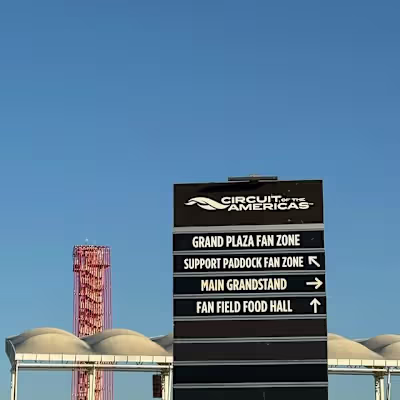 CIRCUIT OF THE
AMERICAS
GRAND PLAZA FAN ZONE
SUPPORT PADDOCK FAN ZONE
MAIN GRANDSTAND
FAN FIELD FOOD HALL